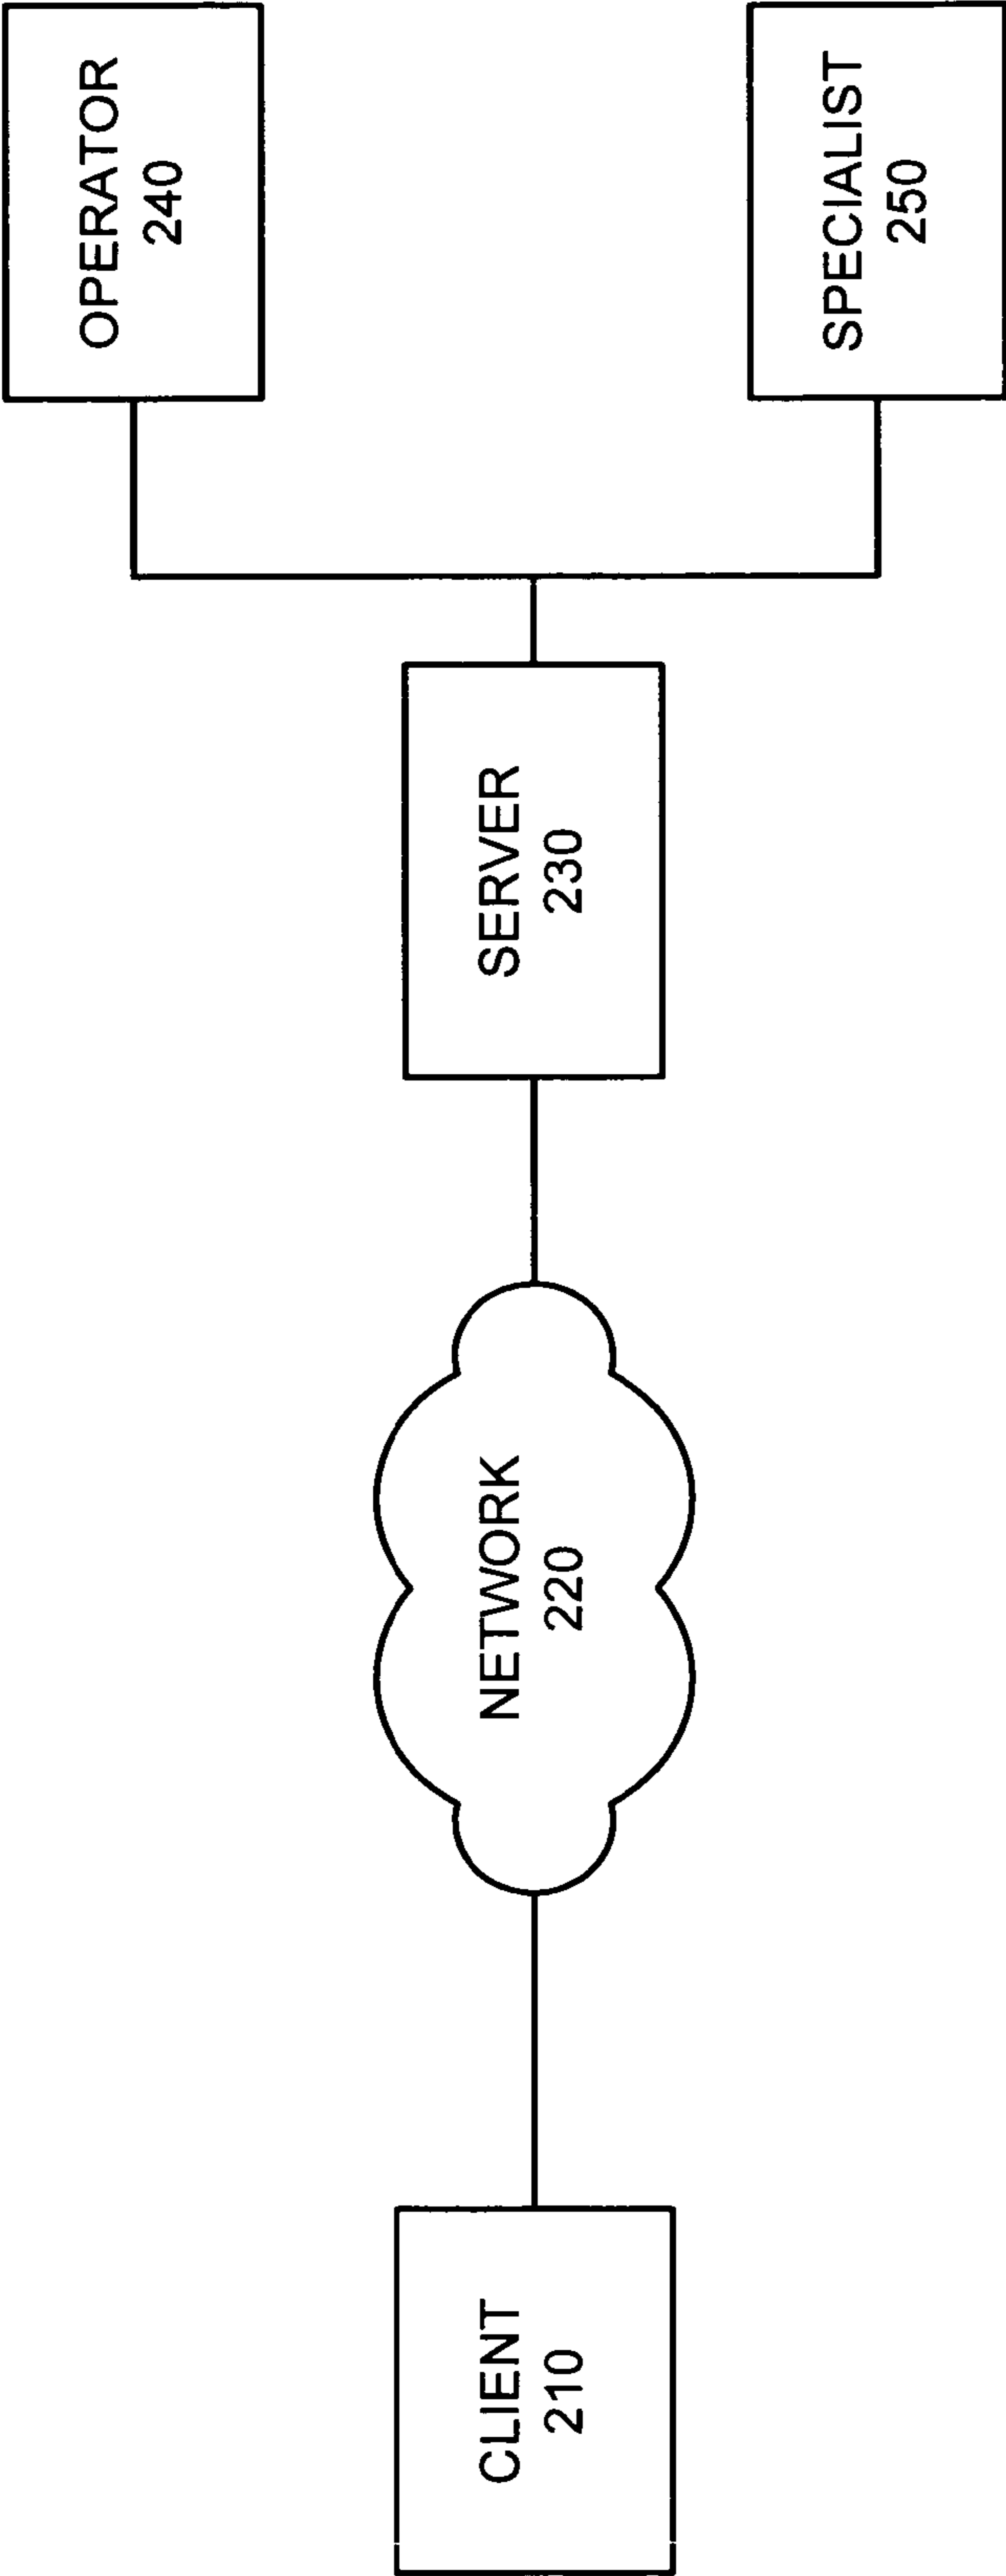 CLIENT
210
NETWORK
220
SERVER
230
OPERATOR
240
SPECIALIST
250